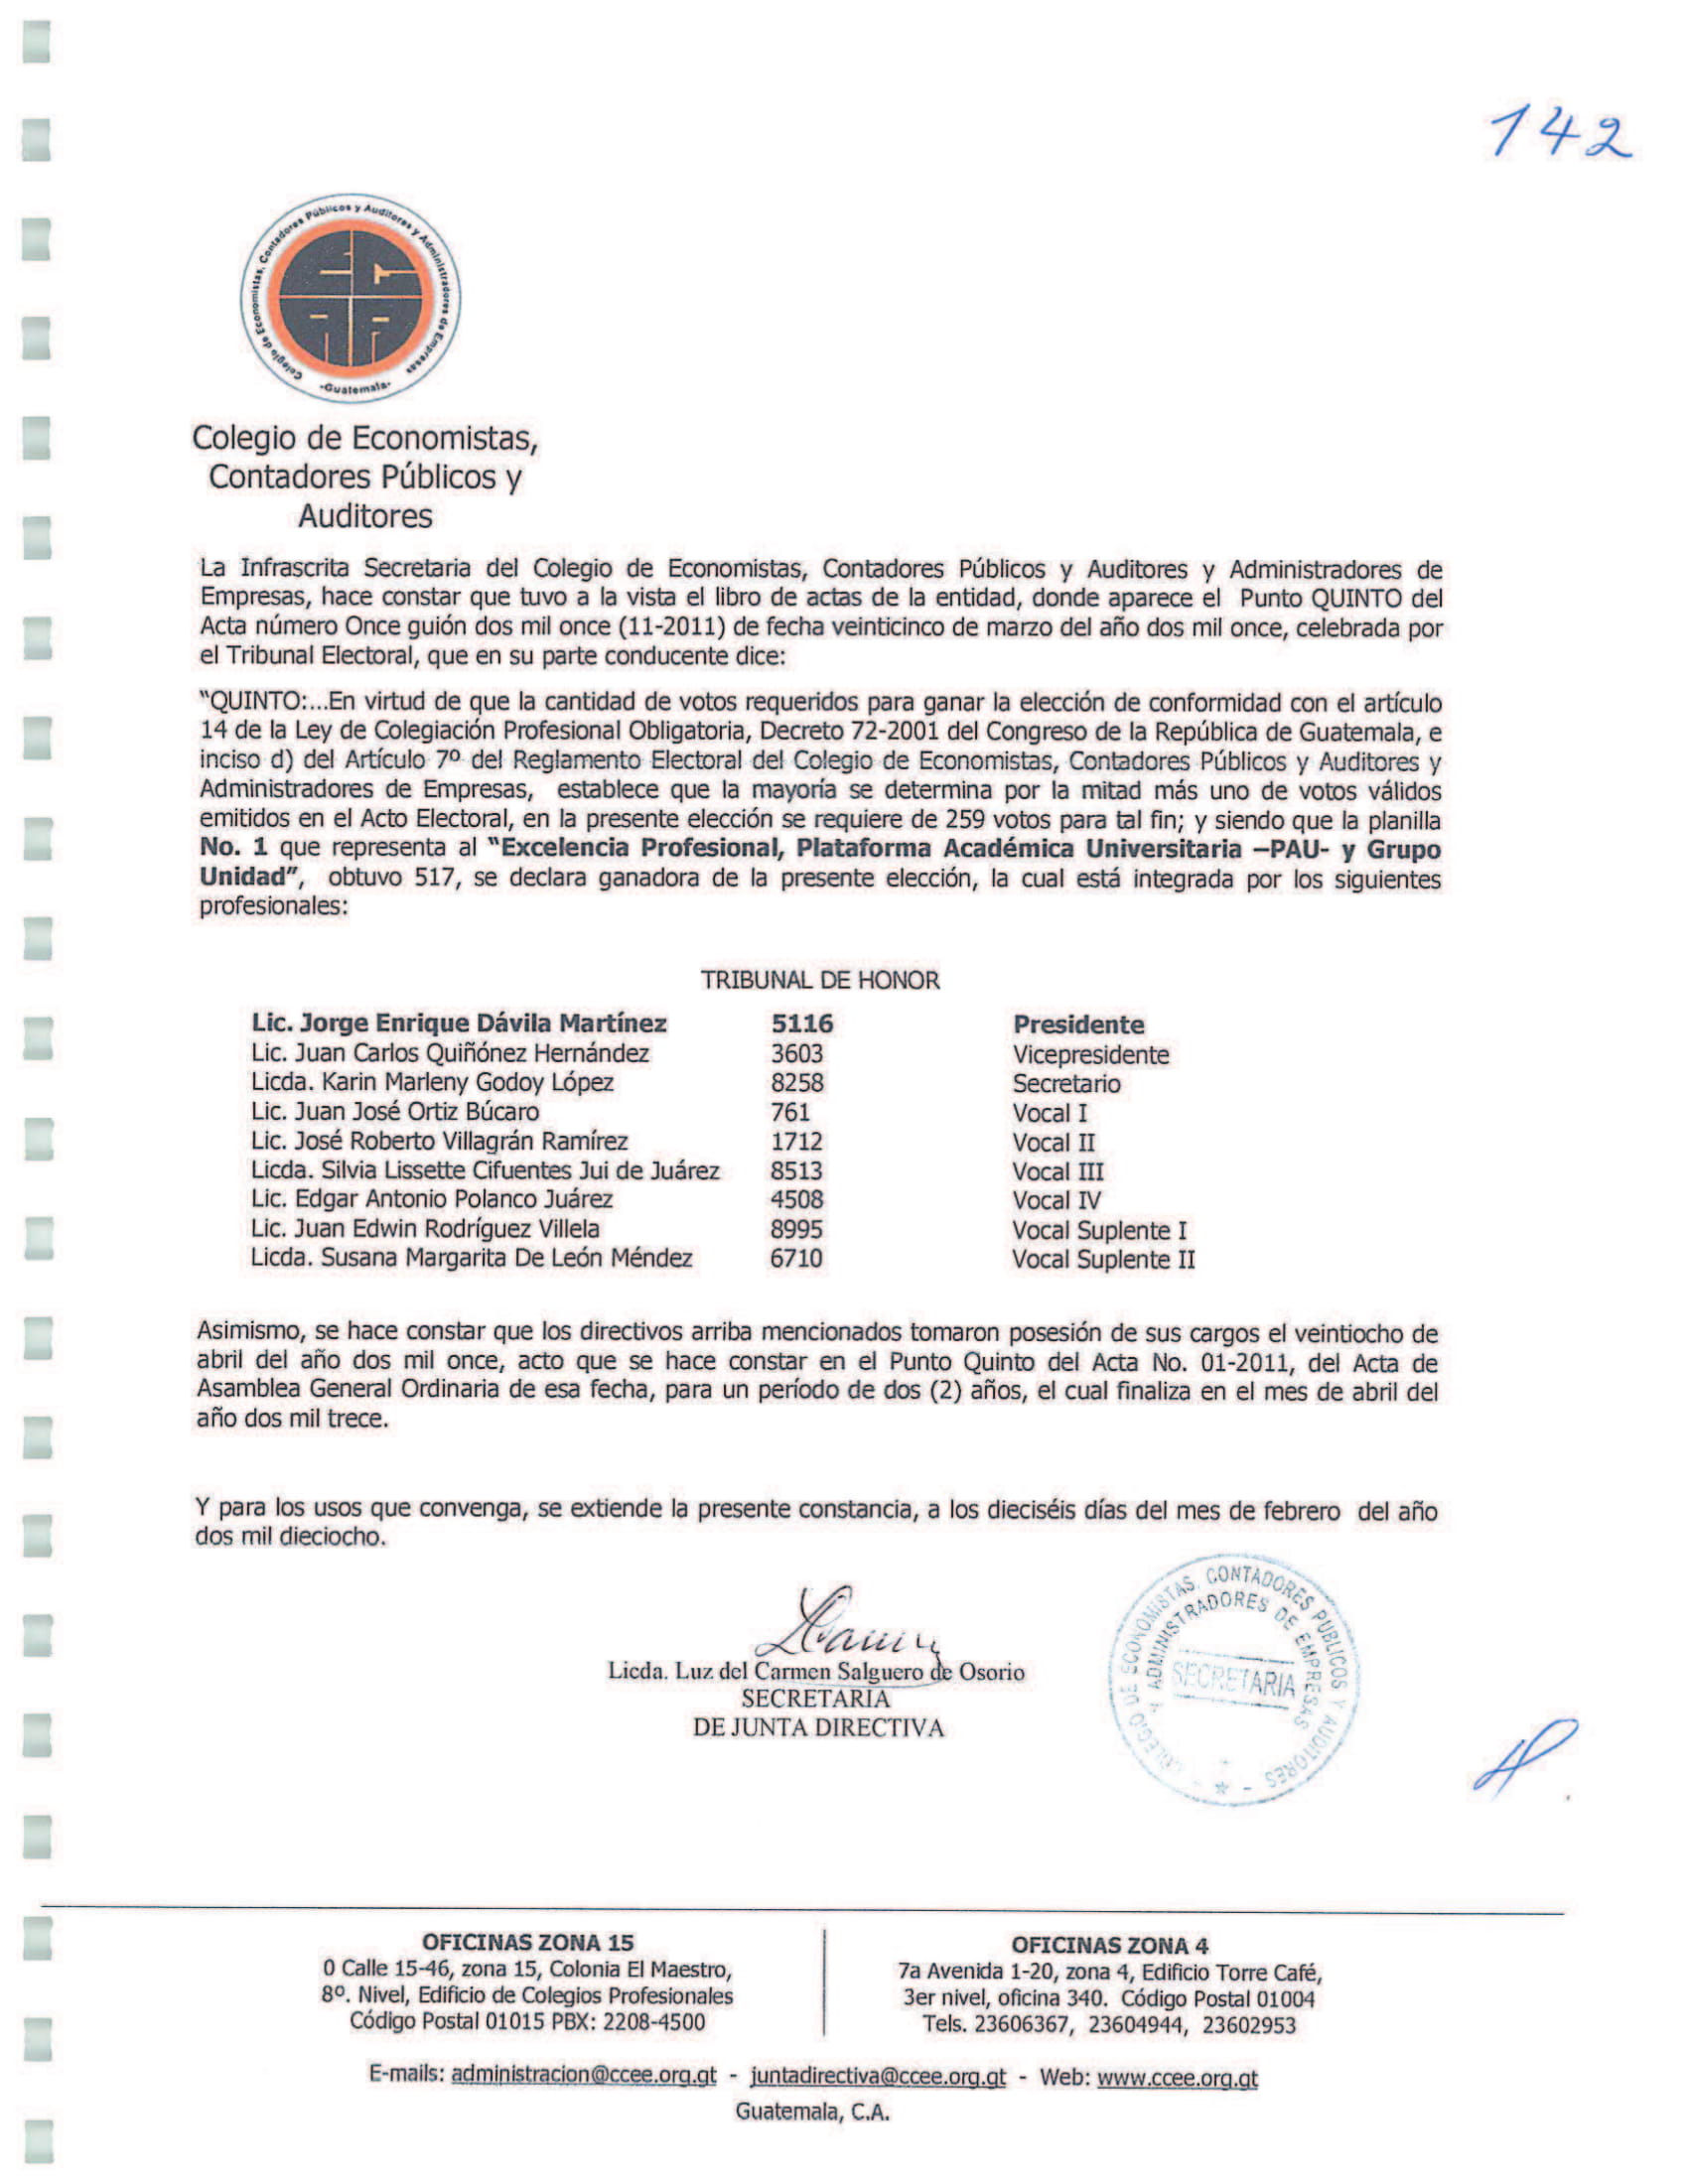 142
Colegio de Economistas, Contadores Públicos y Auditores y Administradores de Empresas
-Guatemala-
Colegio de Economistas,
Contadores Públicos y
Auditores
La Infrascrita Secretaria del Colegio de Economistas, Contadores Públicos y Auditores y Administradores de
Empresas, hace constar que tuvo a la vista el libro de actas de la entidad, donde aparece el Punto QUINTO del
Acta número Once guión dos mil once (11-2011) de fecha veinticinco de marzo del año dos mil once, celebrada por
el Tribunal Electoral, que en su parte conducente dice:
"QUINTO:...En virtud de que la cantidad de votos requeridos para ganar la elección de conformidad con el artículo
14 de la Ley de Colegiación Profesional Obligatoria, Decreto 72-2001 del Congreso de la República de Guatemala, e
inciso d) del Artículo 7º del Reglamento Electoral del Colegio de Economistas, Contadores Públicos y Auditores y
Administradores de Empresas, establece que la mayoría se determina por la mitad más uno de votos válidos
emitidos en el Acto Electoral, en la presente elección se requiere de 259 votos para tal fin; y siendo que la planilla
No. 1 que representa al "Excelencia Profesional, Plataforma Académica Universitaria –PAU- y Grupo
Unidad", obtuvo 517, se declara ganadora de la presente elección, la cual está integrada por los siguientes
profesionales:
TRIBUNAL DE HONOR
Lic. Jorge Enrique Dávila Martínez 5116 Presidente
Lic. Juan Carlos Quiñónez Hernández 3603 Vicepresidente
Licda. Karin Marleny Godoy López 8258 Secretario
Lic. Juan José Ortiz Búcaro 761 Vocal I
Lic. José Roberto Villagrán Ramírez 1712 Vocal II
Licda. Silvia Lissette Cifuentes Jui de Juárez 8513 Vocal III
Lic. Edgar Antonio Polanco Juárez 4508 Vocal IV
Lic. Juan Edwin Rodríguez Villela 8995 Vocal Suplente I
Licda. Susana Margarita De León Méndez 6710 Vocal Suplente II
Asimismo, se hace constar que los directivos arriba mencionados tomaron posesión de sus cargos el veintiocho de
abril del año dos mil once, acto que se hace constar en el Punto Quinto del Acta No. 01-2011, del Acta de
Asamblea General Ordinaria de esa fecha, para un período de dos (2) años, el cual finaliza en el mes de abril del
año dos mil trece.
Y para los usos que convenga, se extiende la presente constancia, a los dieciséis días del mes de febrero del año
dos mil dieciocho.
Licda. Luz del Carmen Salguero de Osorio
SECRETARIA
DE JUNTA DIRECTIVA
COLEGIO DE ECONOMISTAS, CONTADORES PUBLICOS Y AUDITORES
Y ADMINISTRADORES DE EMPRESAS
SECRETARIA
OFICINAS ZONA 15
0 Calle 15-46, zona 15, Colonia El Maestro,
8º. Nivel, Edificio de Colegios Profesionales
Código Postal 01015 PBX: 2208-4500
OFICINAS ZONA 4
7a Avenida 1-20, zona 4, Edificio Torre Café,
3er nivel, oficina 340. Código Postal 01004
Tels. 23606367, 23604944, 23602953
E-mails: administracion@ccee.org.gt - juntadirectiva@ccee.org.gt - Web: www.ccee.org.gt
Guatemala, C.A.